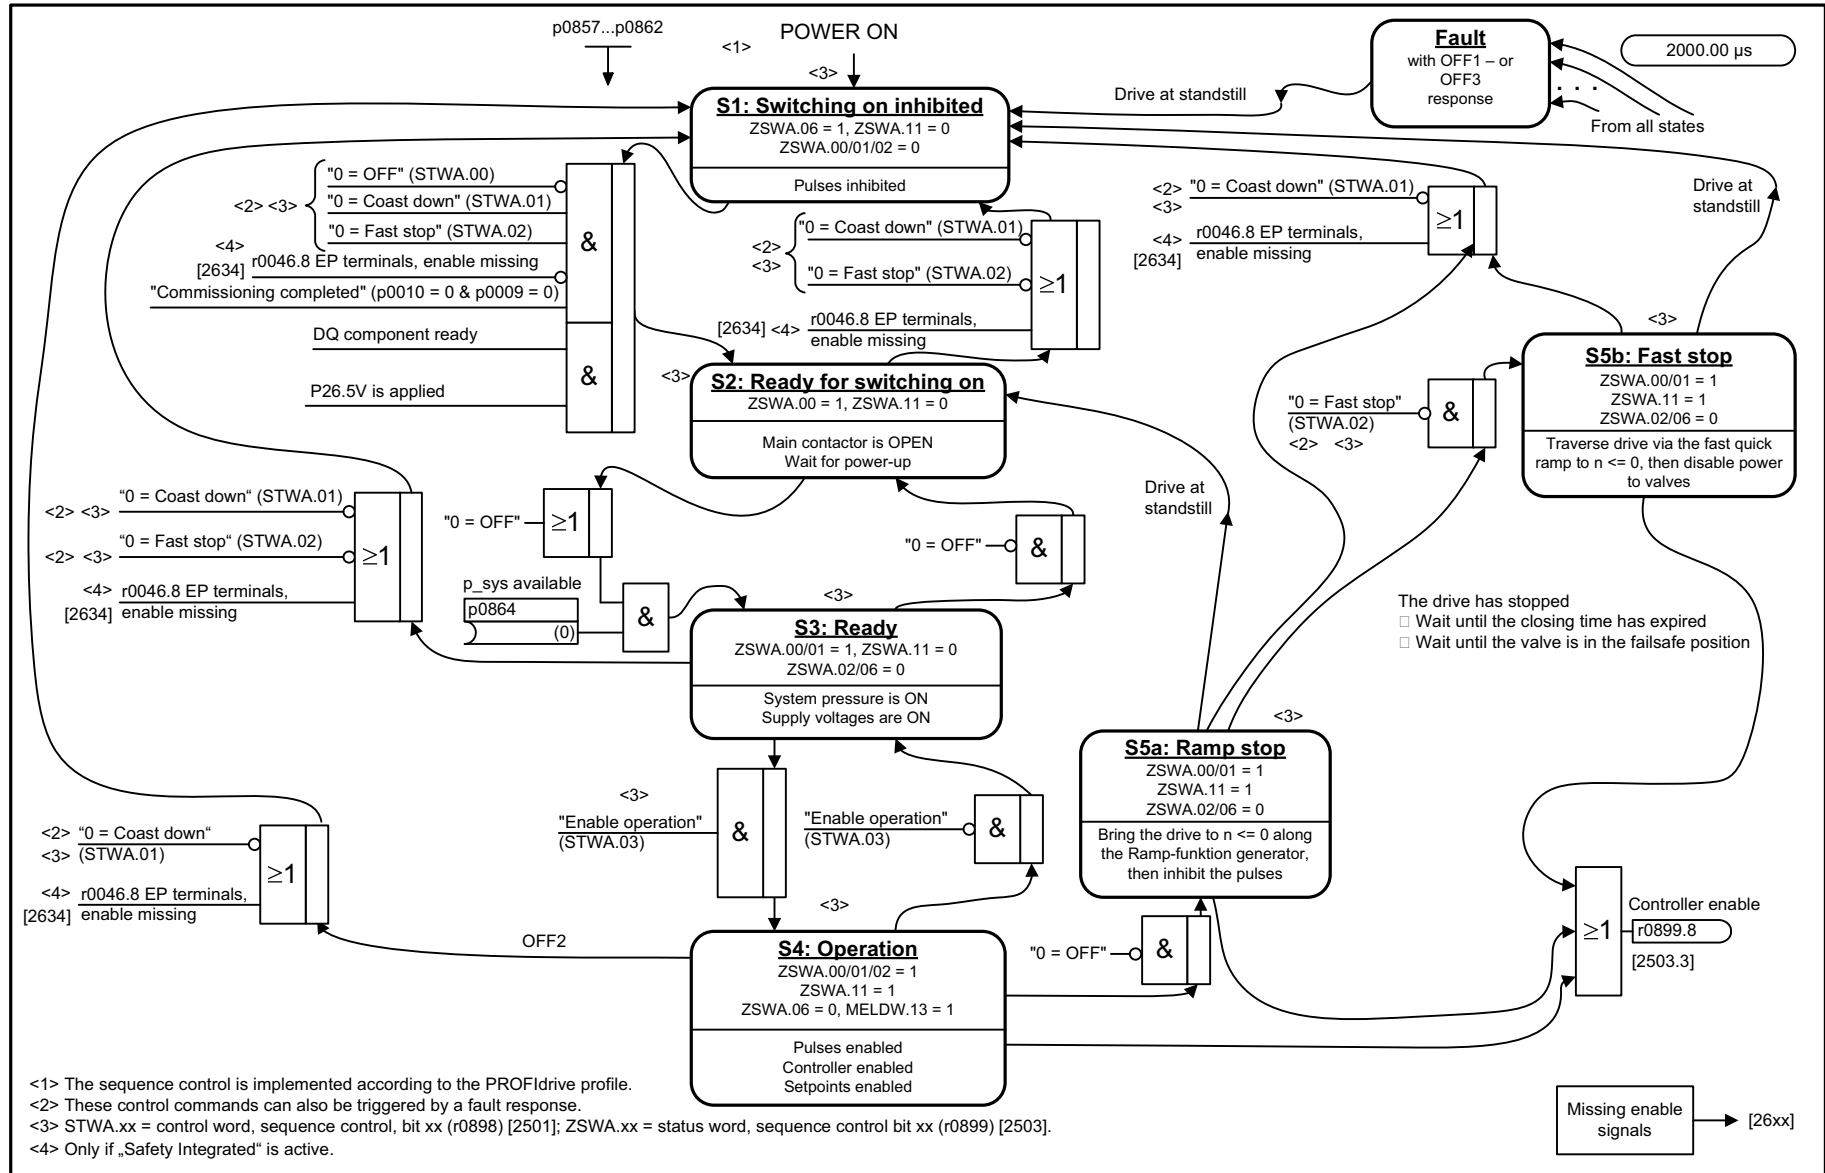 p0857...p0862
POWER ON
<1>
<3>
Fault
with OFF1 – or
OFF3
response
2000.00 µs
. . .
From all states
Drive at standstill
S1: Switching on inhibited
ZSWA.06 = 1, ZSWA.11 = 0
ZSWA.00/01/02 = 0
Pulses inhibited
<2> <3>
"0 = OFF" (STWA.00)
"0 = Coast down" (STWA.01)
"0 = Fast stop" (STWA.02)
<4>
[2634] r0046.8 EP terminals, enable missing
"Commissioning completed" (p0010 = 0 & p0009 = 0)
DQ component ready
P26.5V is applied
&
&
<2>
<3>
"0 = Coast down" (STWA.01)
"0 = Fast stop" (STWA.02)
[2634] <4> r0046.8 EP terminals,
enable missing
≥1
<2> "0 = Coast down" (STWA.01)
<3>
<4> r0046.8 EP terminals,
[2634] enable missing
≥1
Drive at
standstill
<3>
S2: Ready for switching on
ZSWA.00 = 1, ZSWA.11 = 0
Main contactor is OPEN
Wait for power-up
<3>
S5b: Fast stop
ZSWA.00/01 = 1
ZSWA.11 = 1
ZSWA.02/06 = 0
Traverse drive via the fast quick
ramp to n <= 0, then disable power
to valves
"0 = Fast stop"
(STWA.02)
<2> <3>
&
Drive at
standstill
<2> <3> “0 = Coast down“ (STWA.01)
<2> <3> “0 = Fast stop“ (STWA.02)
<4> r0046.8 EP terminals,
[2634] enable missing
≥1
"0 = OFF"
≥1
"0 = OFF"
&
p_sys available
p0864
(0)
&
<3>
S3: Ready
ZSWA.00/01 = 1, ZSWA.11 = 0
ZSWA.02/06 = 0
System pressure is ON
Supply voltages are ON
The drive has stopped
□ Wait until the closing time has expired
□ Wait until the valve is in the failsafe position
<3>
S5a: Ramp stop
ZSWA.00/01 = 1
ZSWA.11 = 1
ZSWA.02/06 = 0
Bring the drive to n <= 0 along
the Ramp-funktion generator,
then inhibit the pulses
<3>
"Enable operation"
(STWA.03)
&
"Enable operation"
(STWA.03)
&
<2> “0 = Coast down“
<3> (STWA.01)
<4> r0046.8 EP terminals,
[2634] enable missing
≥1
OFF2
<3>
S4: Operation
ZSWA.00/01/02 = 1
ZSWA.11 = 1
ZSWA.06 = 0, MELDW.13 = 1
Pulses enabled
Controller enabled
Setpoints enabled
"0 = OFF"
&
≥1
Controller enable
r0899.8
[2503.3]
<1> The sequence control is implemented according to the PROFIdrive profile.
<2> These control commands can also be triggered by a fault response.
<3> STWA.xx = control word, sequence control, bit xx (r0898) [2501]; ZSWA.xx = status word, sequence control bit xx (r0899) [2503].
<4> Only if „Safety Integrated“ is active.
Missing enable
signals
[26xx]